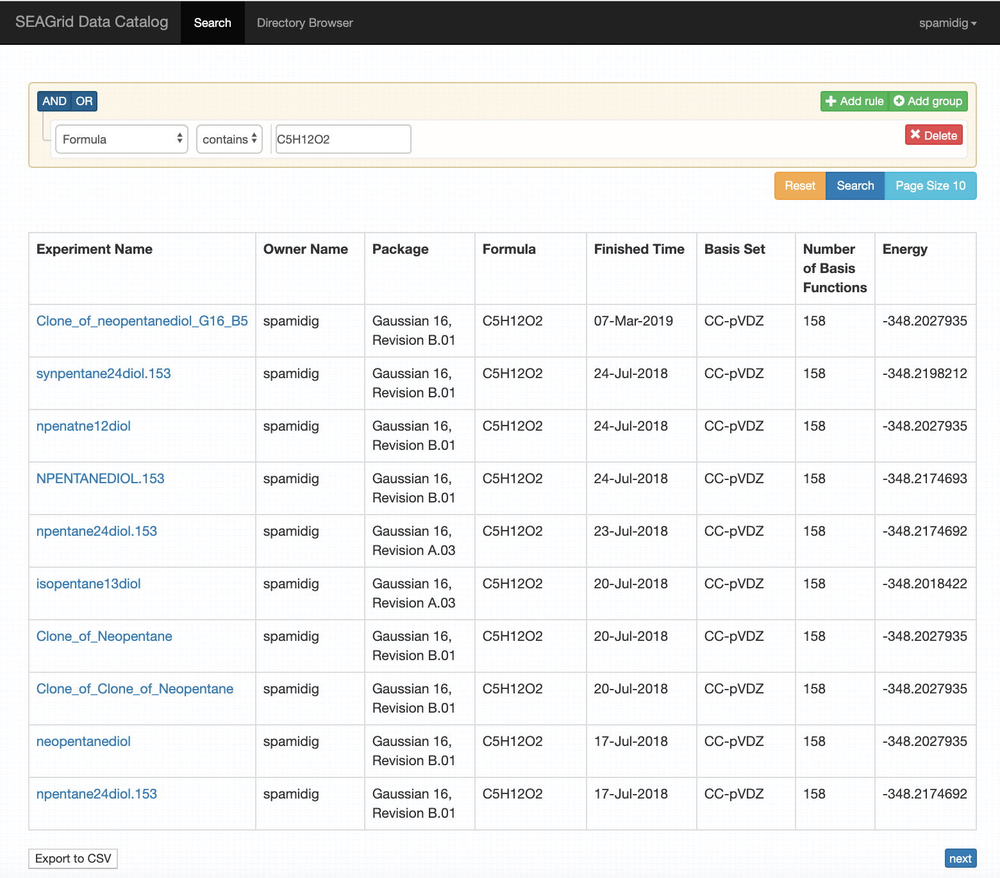 SEAGrid Data Catalog Search Directory Browser spamidig
AND OR Add rule Add group
Formula contains C5H12O2 Delete
Reset Search Page Size 10
Experiment Name Owner Name Package Formula Finished Time Basis Set Number of Basis Functions Energy
Clone_of_neopentanediol_G16_B5 spamidig Gaussian 16, Revision B.01 C5H12O2 07-Mar-2019 CC-pVDZ 158 -348.2027935
synpentane24diol.153 spamidig Gaussian 16, Revision B.01 C5H12O2 24-Jul-2018 CC-pVDZ 158 -348.2198212
npenatne12diol spamidig Gaussian 16, Revision B.01 C5H12O2 24-Jul-2018 CC-pVDZ 158 -348.2027935
NPENTANEDIOL.153 spamidig Gaussian 16, Revision B.01 C5H12O2 24-Jul-2018 CC-pVDZ 158 -348.2174693
npentane24diol.153 spamidig Gaussian 16, Revision A.03 C5H12O2 23-Jul-2018 CC-pVDZ 158 -348.2174692
isopentane13diol spamidig Gaussian 16, Revision A.03 C5H12O2 20-Jul-2018 CC-pVDZ 158 -348.2018422
Clone_of_Neopentane spamidig Gaussian 16, Revision B.01 C5H12O2 20-Jul-2018 CC-pVDZ 158 -348.2027935
Clone_of_Clone_of_Neopentane spamidig Gaussian 16, Revision B.01 C5H12O2 20-Jul-2018 CC-pVDZ 158 -348.2027935
neopentanediol spamidig Gaussian 16, Revision B.01 C5H12O2 17-Jul-2018 CC-pVDZ 158 -348.2027935
npentane24diol.153 spamidig Gaussian 16, Revision B.01 C5H12O2 17-Jul-2018 CC-pVDZ 158 -348.2174692
Export to CSV next